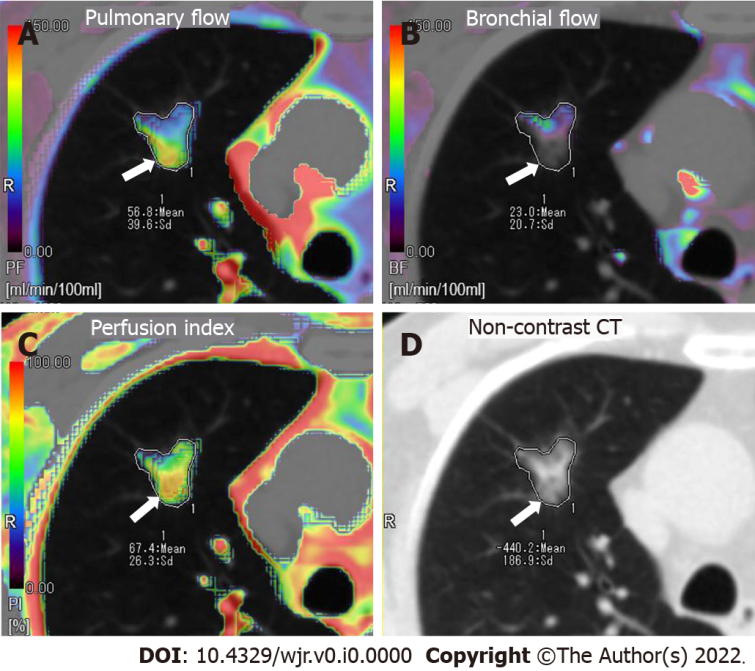 A
Pulmonary flow
150.00
R
1
1
56.8:Mean
39.6:Sd
0.00
PF
[ml/min/100ml]
B
Bronchial flow
150.00
R
1
1
23.0:Mean
20.7:Sd
0.00
BF
[ml/min/100ml]
C
Perfusion index
100.00
R
1
1
67.4:Mean
26.3:Sd
0.00
PI
[%]
D
Non-contrast CT
R
1
1
-440.2:Mean
186.9:Sd
DOI: 10.4329/wjr.v0.i0.0000 Copyright ©The Author(s) 2022.